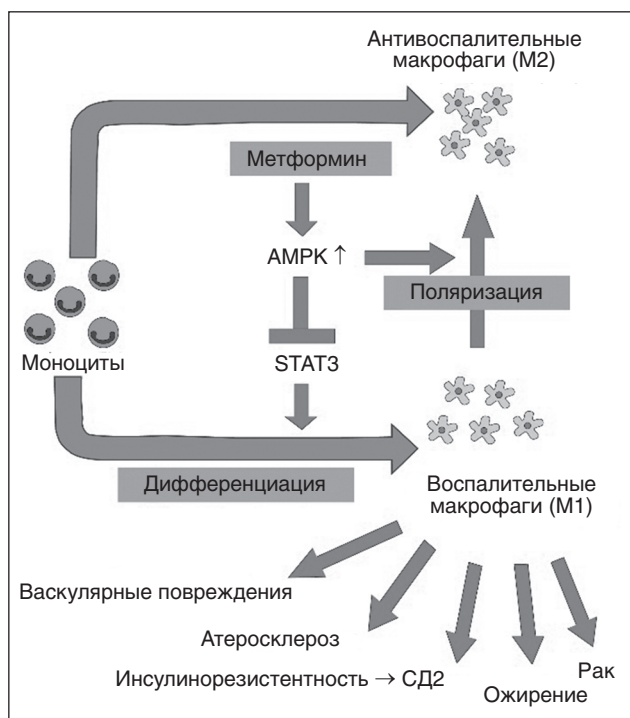 Антивоспалительные
макрофаги (М2)
Метформин
AMPK ↑
Поляризация
Моноциты
STAT3
Дифференциация
Воспалительные
макрофаги (М1)
Васкулярные повреждения
Атеросклероз
Инсулинорезистентность → СД2
Ожирение
Рак